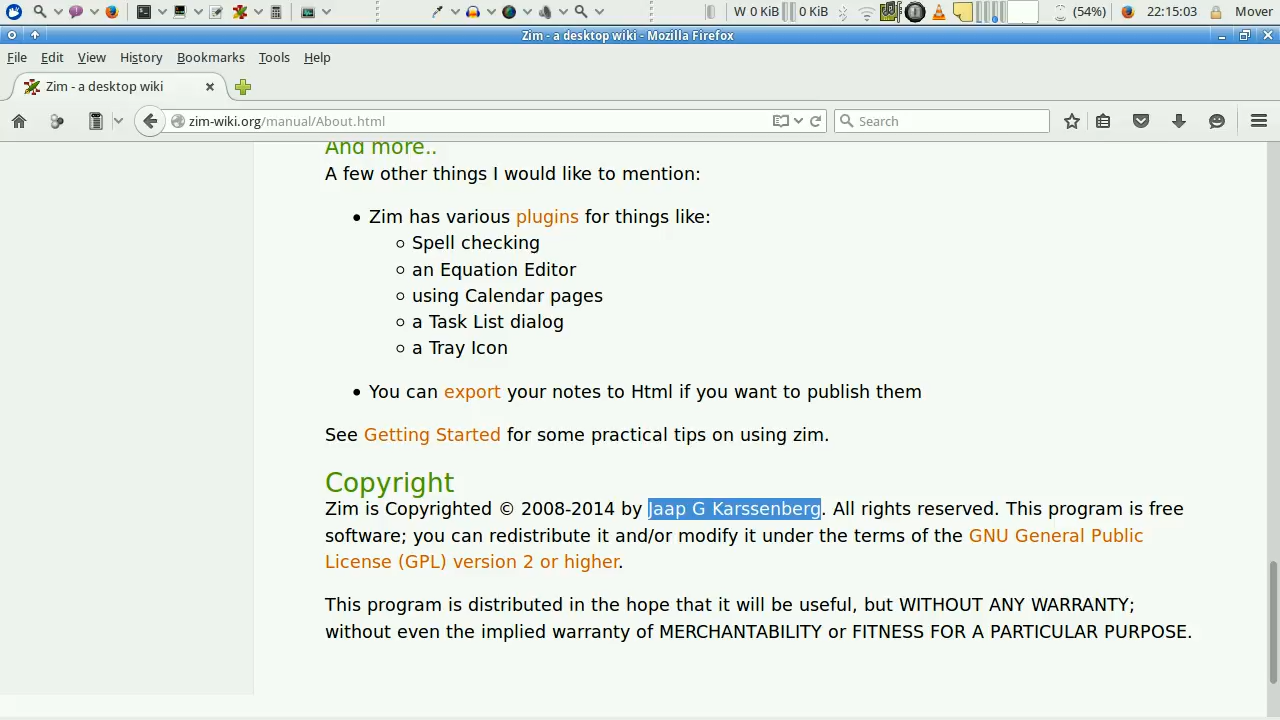 W 0 KiB 0 KiB (54%) 22:15:03 Mover
Zim - a desktop wiki - Mozilla Firefox
File Edit View History Bookmarks Tools Help
Zim - a desktop wiki
zim-wiki.org/manual/About.html Search
And more..
A few other things I would like to mention:
• Zim has various plugins for things like:
◦ Spell checking
◦ an Equation Editor
◦ using Calendar pages
◦ a Task List dialog
◦ a Tray Icon
• You can export your notes to Html if you want to publish them
See Getting Started for some practical tips on using zim.
Copyright
Zim is Copyrighted © 2008-2014 by Jaap G Karssenberg. All rights reserved. This program is free
software; you can redistribute it and/or modify it under the terms of the GNU General Public
License (GPL) version 2 or higher.
This program is distributed in the hope that it will be useful, but WITHOUT ANY WARRANTY;
without even the implied warranty of MERCHANTABILITY or FITNESS FOR A PARTICULAR PURPOSE.